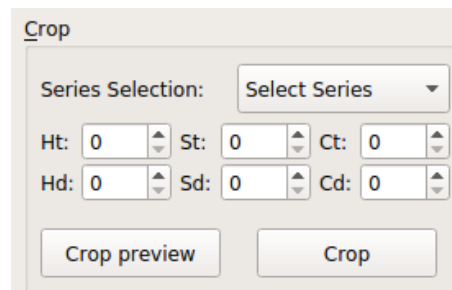 Crop
Series Selection: Select Series
Ht: 0 St: 0 Ct: 0
Hd: 0 Sd: 0 Cd: 0
Crop preview Crop